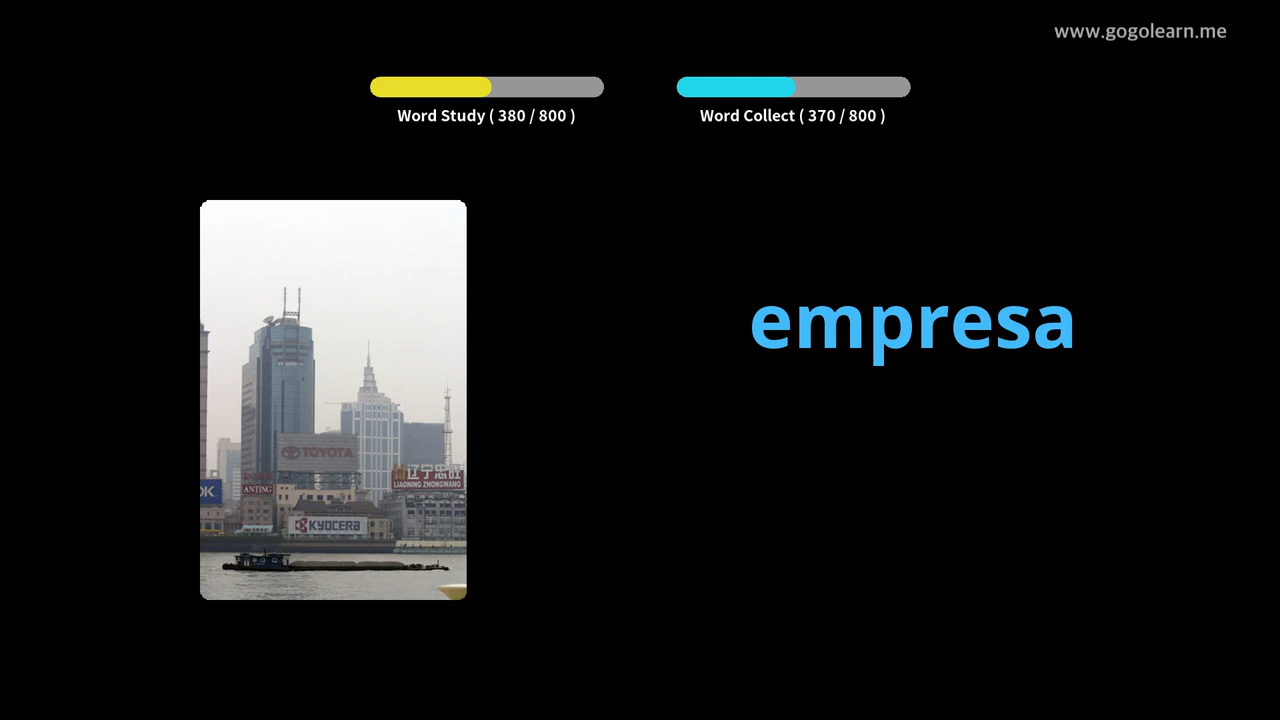 www.gogolearn.me
Word Study ( 380 / 800 )
Word Collect ( 370 / 800 )
empresa
TOYOTA
辽宁忠旺
LIAONING ZHONGWANG
OK
ANTING
KYOCERA